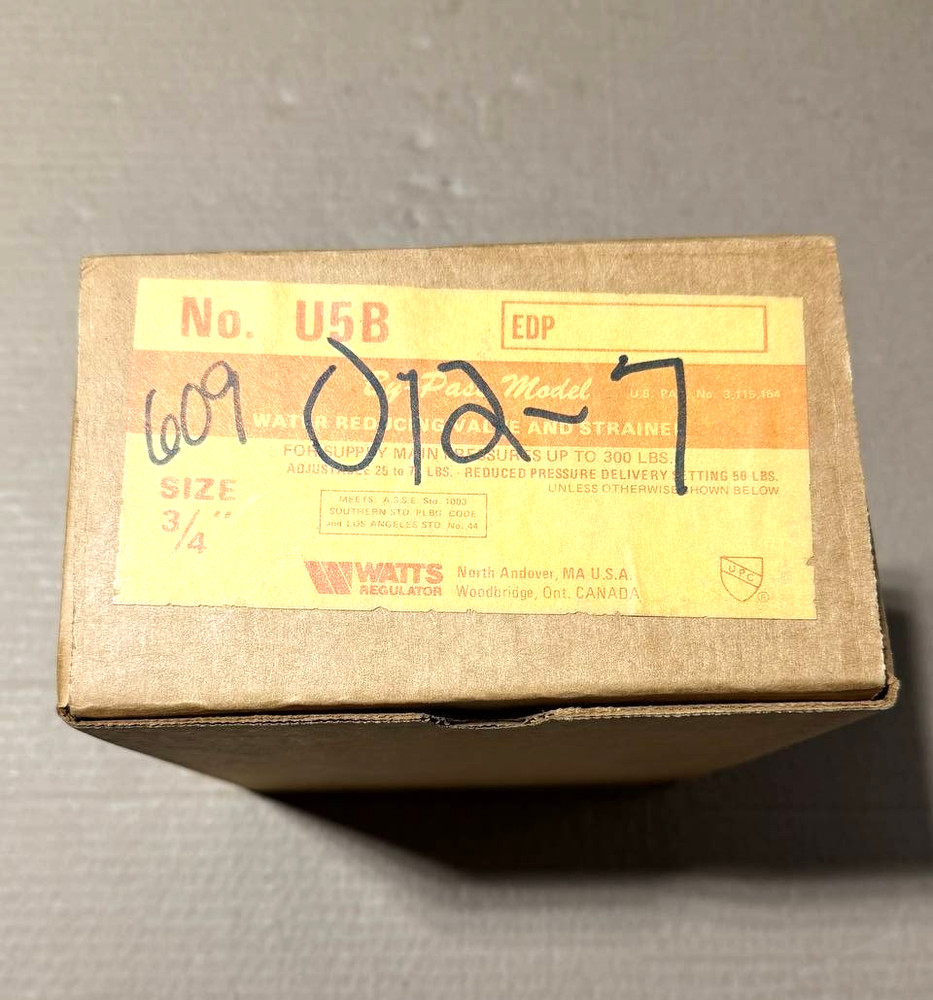 No. U5B
EDP
By Pass Model U.S. PAT. No. 3,115,154
609 012-7
WATER REDUCING VALVE AND STRAINER
FOR SUPPLY MAIN PRESSURES UP TO 300 LBS.
ADJUSTABLE 25 to 75 LBS. - REDUCED PRESSURE DELIVERY SETTING 50 LBS.
UNLESS OTHERWISE SHOWN BELOW
SIZE
3/4"
MEETS: A.S.S.E. Std. 1003
SOUTHERN STD. PLBG. CODE
and LOS ANGELES STD. No. 44
WATTS
REGULATOR
North Andover, MA U.S.A.
Woodbridge, Ont. CANADA
UPC
®